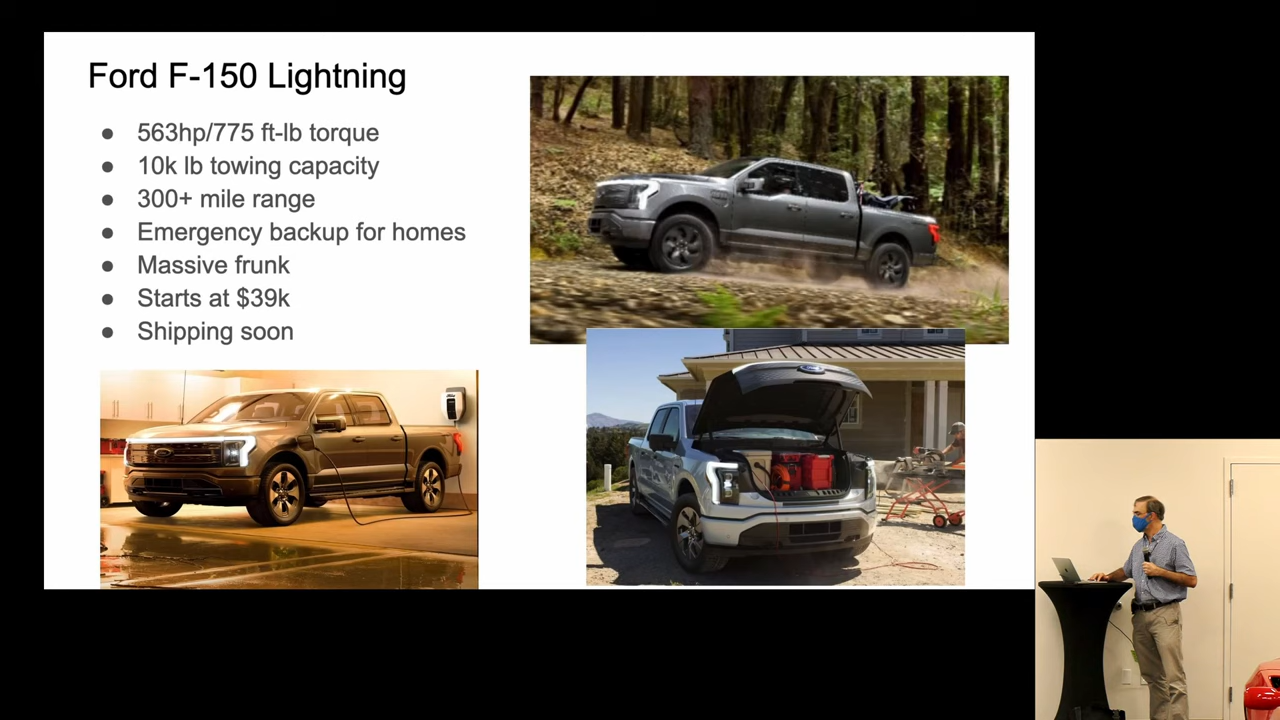 Ford F-150 Lightning
● 563hp/775 ft-lb torque
● 10k lb towing capacity
● 300+ mile range
● Emergency backup for homes
● Massive frunk
● Starts at $39k
● Shipping soon